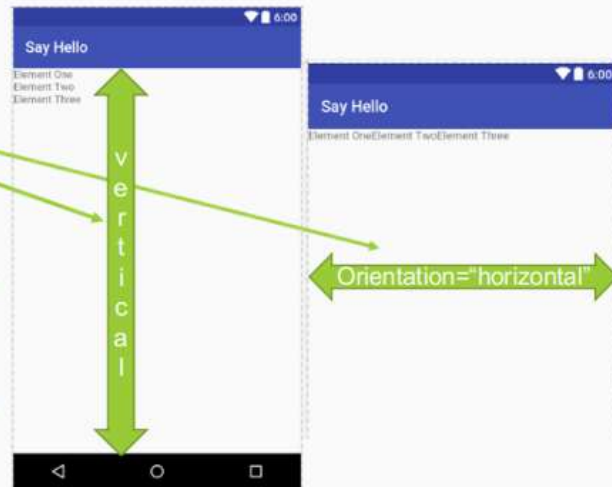 6:00
Say Hello
Element One
Element Two
Element Three
vertical
6:00
Say Hello
Element OneElement TwoElement Three
Orientation=“horizontal”